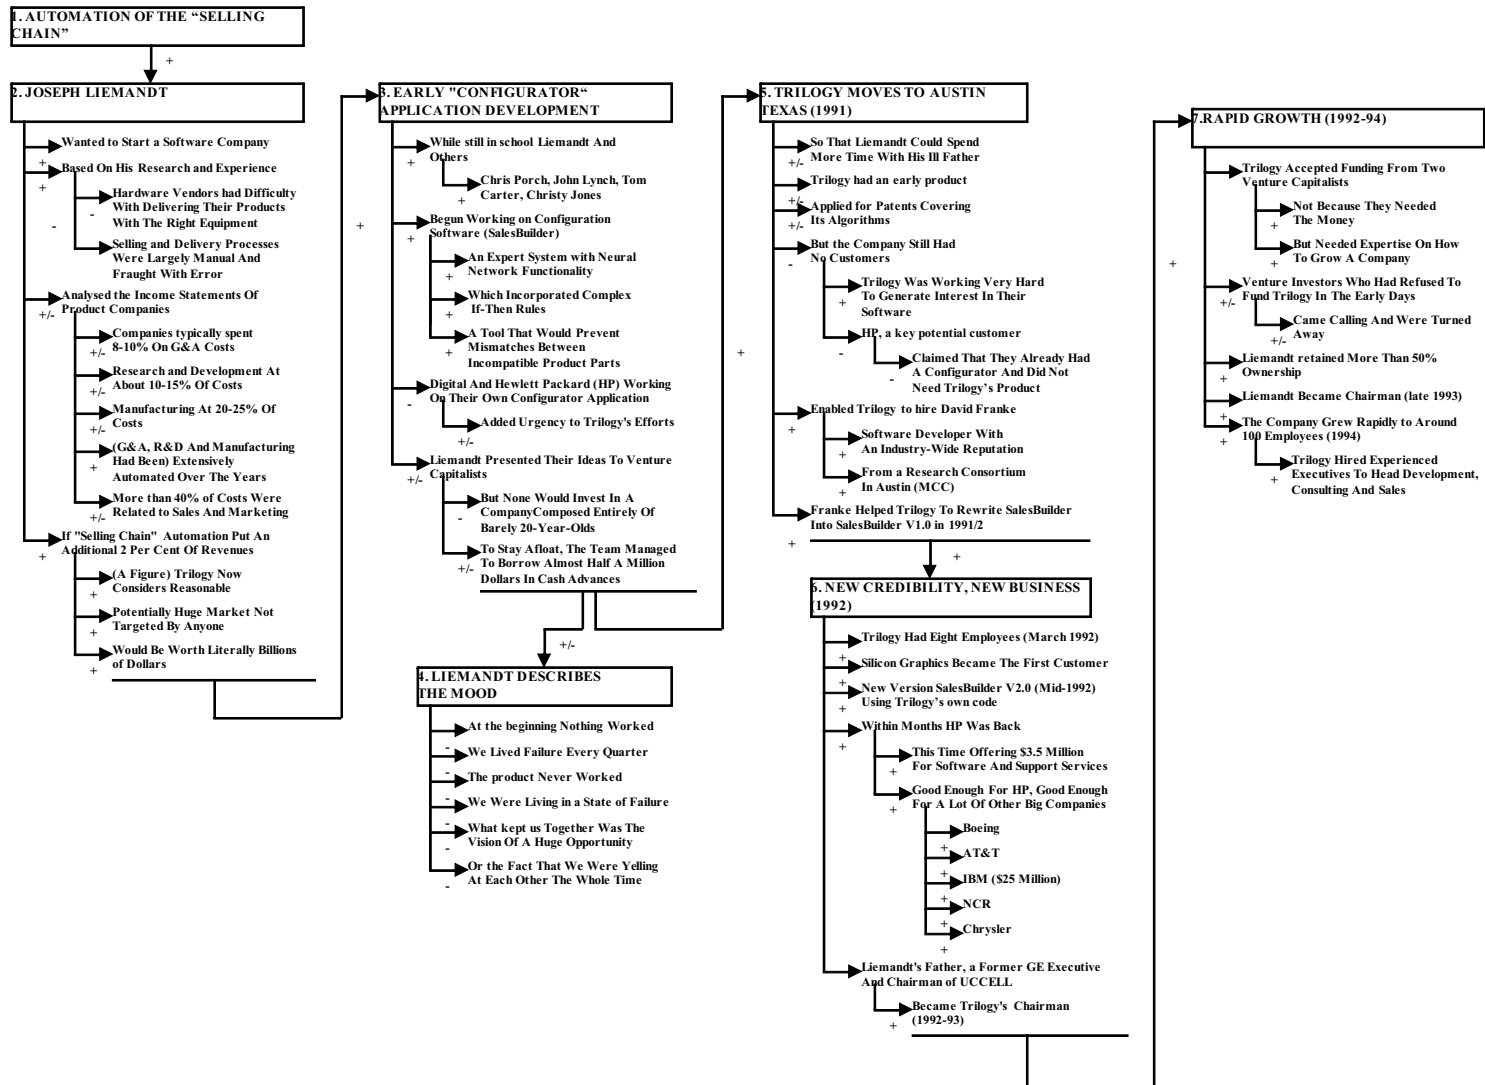 1. AUTOMATION OF THE “SELLING
CHAIN”
+
2. JOSEPH LIEMANDT
Wanted to Start a Software Company
+
Based On His Research and Experience
+
Hardware Vendors had Difficulty
With Delivering Their Products
With The Right Equipment
-
-
Selling and Delivery Processes
Were Largely Manual And
Fraught With Error
Analysed the Income Statements Of
Product Companies
+/-
Companies typically spent
8-10% On G&A Costs
+/-
Research and Development At
About 10-15% Of Costs
+/-
Manufacturing At 20-25% Of
Costs
+/-
(G&A, R&D And Manufacturing
Had Been) Extensively
Automated Over The Years
+
More than 40% of Costs Were
Related to Sales And Marketing
+/-
If "Selling Chain" Automation Put An
Additional 2 Per Cent Of Revenues
+
(A Figure) Trilogy Now
Considers Reasonable
+
Potentially Huge Market Not
Targeted By Anyone
+
Would Be Worth Literally Billions
of Dollars
+
+
3. EARLY "CONFIGURATOR“
APPLICATION DEVELOPMENT
While still in school Liemandt And
Others
+
Chris Porch, John Lynch, Tom
Carter, Christy Jones
+
Begun Working on Configuration
Software (SalesBuilder)
+
An Expert System with Neural
Network Functionality
+
Which Incorporated Complex
If-Then Rules
+
A Tool That Would Prevent
Mismatches Between
Incompatible Product Parts
+
Digital And Hewlett Packard (HP) Working
On Their Own Configurator Application
-
Added Urgency to Trilogy's Efforts
+/-
Liemandt Presented Their Ideas To Venture
Capitalists
+/-
But None Would Invest In A
CompanyComposed Entirely Of
Barely 20-Year-Olds
-
To Stay Afloat, The Team Managed
To Borrow Almost Half A Million
Dollars In Cash Advances
+/-
+/-
4. LIEMANDT DESCRIBES
THE MOOD
At the beginning Nothing Worked
-
We Lived Failure Every Quarter
-
The product Never Worked
-
We Were Living in a State of Failure
-
What kept us Together Was The
Vision Of A Huge Opportunity
-
Or the Fact That We Were Yelling
At Each Other The Whole Time
-
+
5. TRILOGY MOVES TO AUSTIN
TEXAS (1991)
So That Liemandt Could Spend
More Time With His Ill Father
+/-
Trilogy had an early product
+/-
Applied for Patents Covering
Its Algorithms
+/-
But the Company Still Had
No Customers
-
Trilogy Was Working Very Hard
To Generate Interest In Their
Software
+
HP, a key potential customer
-
Claimed That They Already Had
A Configurator And Did Not
Need Trilogy’s Product
-
Enabled Trilogy to hire David Franke
+
Software Developer With
An Industry-Wide Reputation
+
From a Research Consortium
In Austin (MCC)
+
Franke Helped Trilogy To Rewrite SalesBuilder
Into SalesBuilder V1.0 in 1991/2
+
+
6. NEW CREDIBILITY, NEW BUSINESS
(1992)
Trilogy Had Eight Employees (March 1992)
+
Silicon Graphics Became The First Customer
+
New Version SalesBuilder V2.0 (Mid-1992)
Using Trilogy’s own code
+
Within Months HP Was Back
+
This Time Offering $3.5 Million
For Software And Support Services
+
Good Enough For HP, Good Enough
For A Lot Of Other Big Companies
+
Boeing
+
AT&T
+
IBM ($25 Million)
+
NCR
+
Chrysler
+
Liemandt's Father, a Former GE Executive
And Chairman of UCCELL
Became Trilogy's Chairman
(1992-93)
+
+
7.RAPID GROWTH (1992-94)
Trilogy Accepted Funding From Two
Venture Capitalists
+
Not Because They Needed
The Money
+
But Needed Expertise On How
To Grow A Company
+
Venture Investors Who Had Refused To
Fund Trilogy In The Early Days
+/-
Came Calling And Were Turned
Away
+/-
Liemandt retained More Than 50%
Ownership
+
Liemandt Became Chairman (late 1993)
+
The Company Grew Rapidly to Around
100 Employees (1994)
+
Trilogy Hired Experienced
Executives To Head Development,
Consulting And Sales
+